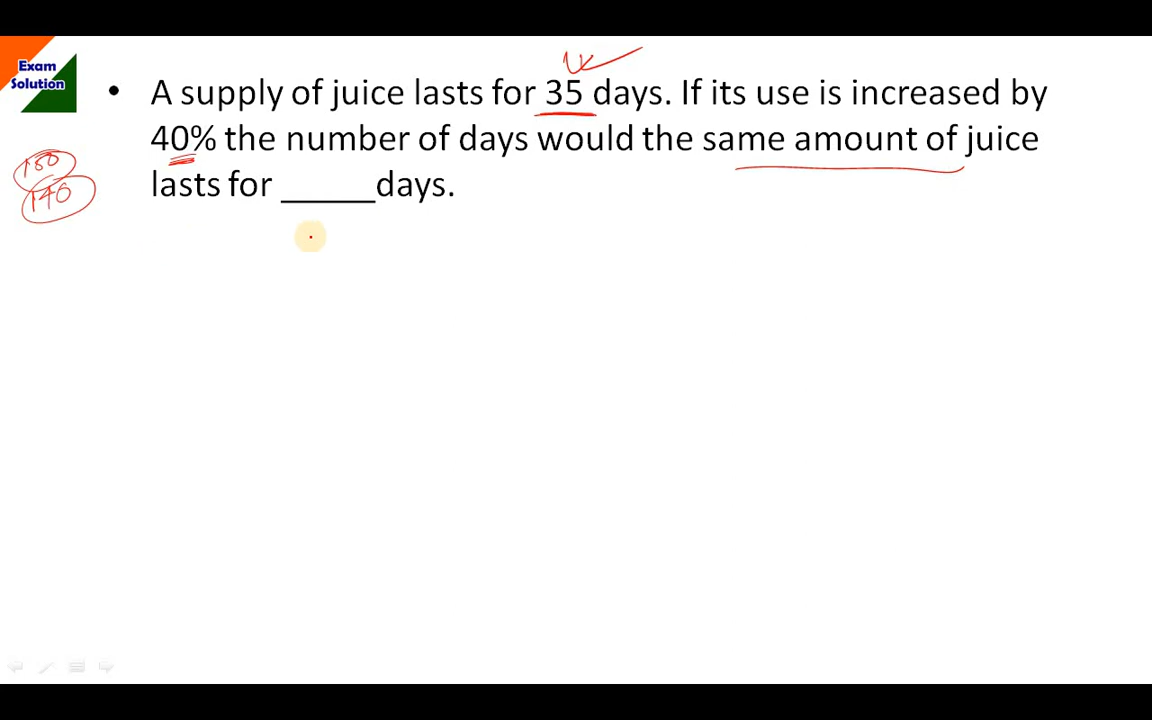 Exam
Solution
• A supply of juice lasts for 35 days. If its use is increased by
40% the number of days would the same amount of juice
lasts for _____days.
140